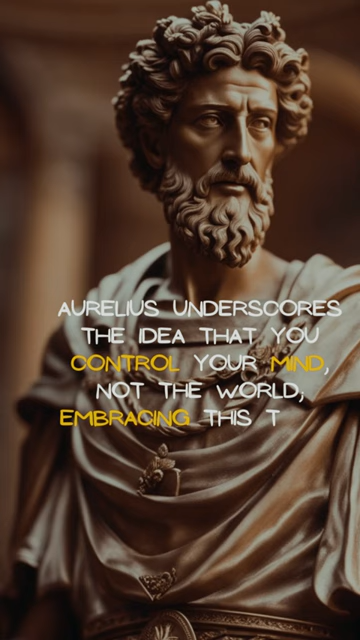 AURELIUS UNDERSCORES
THE IDEA THAT YOU
CONTROL YOUR MIND,
NOT THE WORLD,
EMBRACING THIS T